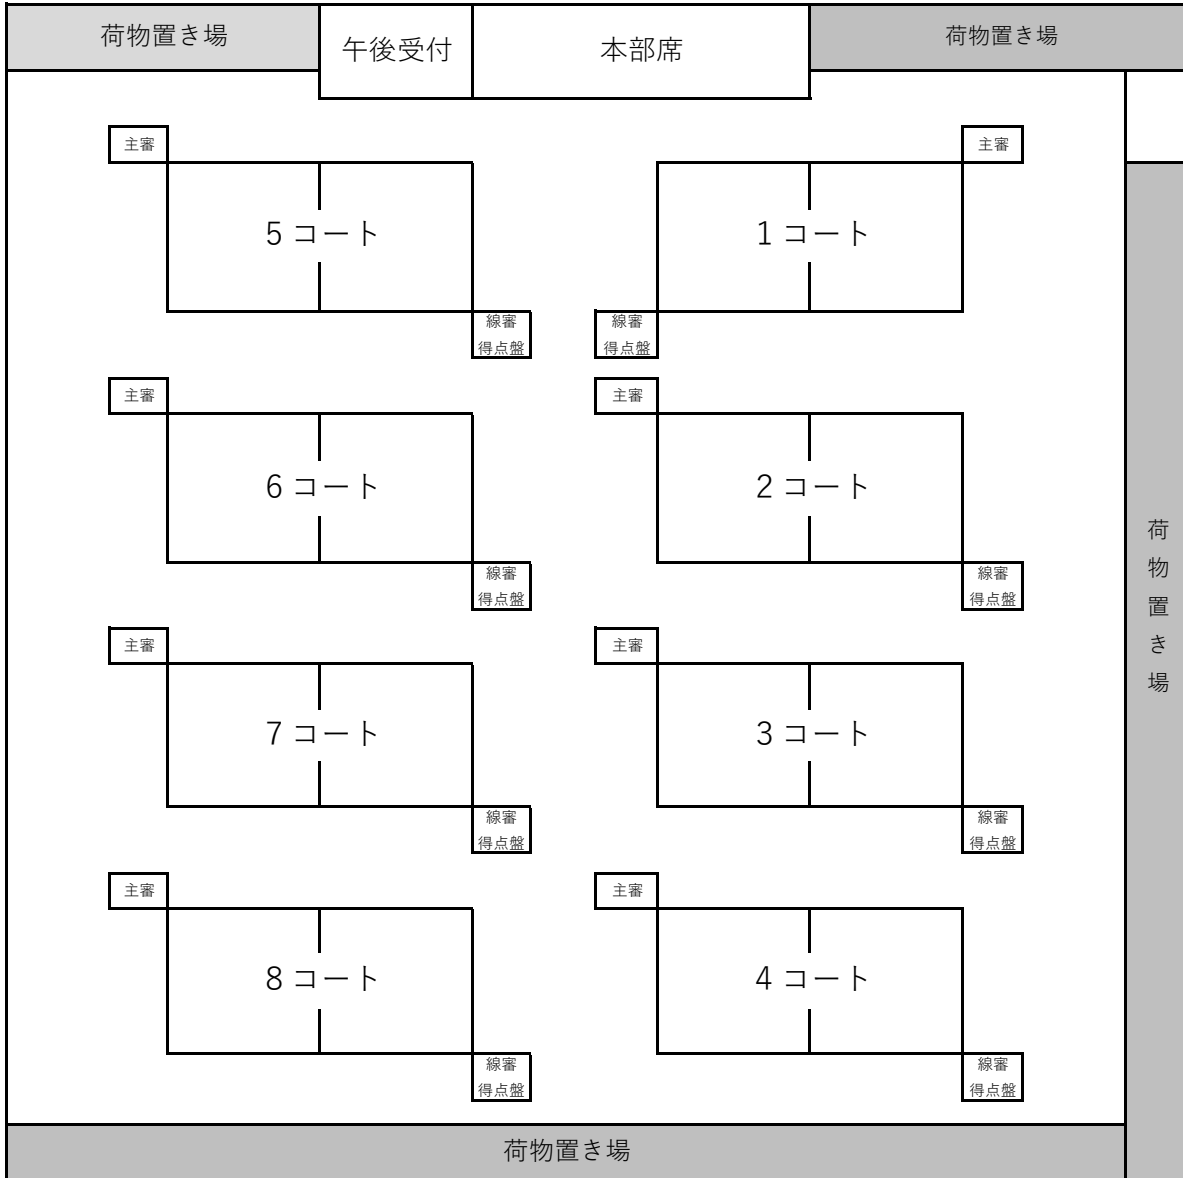 荷物置き場
午後受付
本部席
荷物置き場
主審
主審
5 コート
1 コート
線審
得点盤
線審
得点盤
主審
主審
6 コート
2 コート
線審
得点盤
線審
得点盤
荷物置き場
主審
主審
7 コート
3 コート
線審
得点盤
線審
得点盤
主審
主審
8 コート
4 コート
線審
得点盤
線審
得点盤
荷物置き場